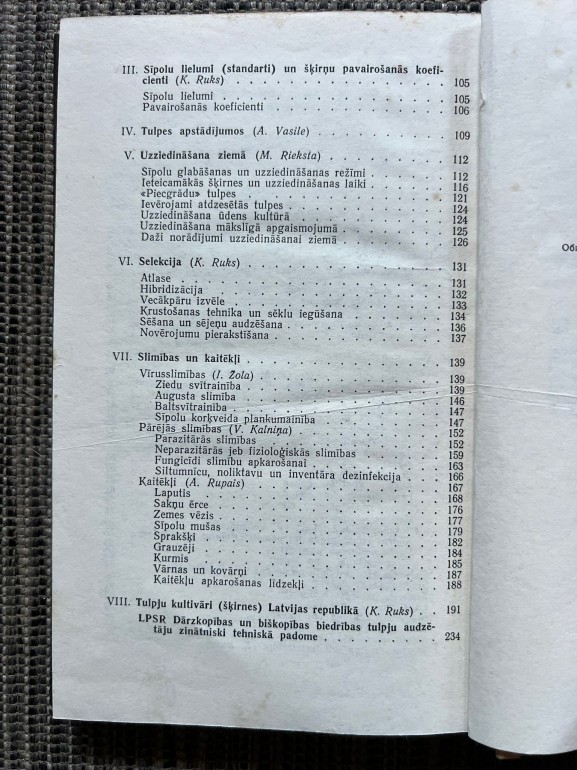 III. Sīpolu lielumi (standarti) un šķirņu pavairošanās koefi-
cienti (K. Ruks) . . . . . . . . . . 105
Sīpolu lielumi . . . . . . . . . . 105
Pavairošanās koeficienti . . . . . . . . . . 106
IV. Tulpes apstādījumos (A. Vasile) . . . . . . . . . . 109
V. Uzziedināšana ziemā (M. Rieksta) . . . . . . . . . . 112
Sīpolu glabāšanas un uzziedināšanas režīmi . . . . . 112
Ieteicamākās šķirnes un uzziedināšanas laiki . . . . . 116
«Piecgrādu» tulpes . . . . . . . . . . 121
Ievērojami atdzesētās tulpes . . . . . . . . . . 124
Uzziedināšana ūdens kultūrā . . . . . . . . . . 124
Uzziedināšana mākslīgā apgaismojumā . . . . . . . 125
Daži norādījumi uzziedināšanai ziemā . . . . . . . 126
VI. Selekcija (K. Ruks) . . . . . . . . . . 131
Atlase . . . . . . . . . . 131
Hibridizācija . . . . . . . . . . 132
Vecākpāru izvēle . . . . . . . . . . 133
Krustošanas tehnika un sēklu iegūšana . . . . . . . 134
Sēšana un sējeņu audzēšana . . . . . . . . . . 136
Novērojumu pierakstīšana . . . . . . . . . . 137
VII. Slimības un kaitēkļi . . . . . . . . . . 139
Vīrusslimības (I. Zola) . . . . . . . . . . 139
Ziedu svītrainība . . . . . . . . . . 139
Augusta slimība . . . . . . . . . . 146
Baltsvītrainība . . . . . . . . . . 147
Sīpolu korķveida plankumainība . . . . . . . . 147
Pārējās slimības (V. Kalniņa) . . . . . . . . . . 152
Parazitārās slimības . . . . . . . . . . 152
Neparazitārās jeb fizioloģiskās slimības . . . . . . 159
Fungicīdi slimību apkarošanai . . . . . . . . 163
Siltumnīcu, noliktavu un inventāra dezinfekcija . . . . 166
Kaitēkļi (A. Rupais) . . . . . . . . . . 167
Laputis . . . . . . . . . . 168
Sakņu ērce . . . . . . . . . . 176
Zemes vēzis . . . . . . . . . . 177
Sīpolu mušas . . . . . . . . . . 179
Sprakšķi . . . . . . . . . . 182
Grauzēji . . . . . . . . . . 184
Kurmis . . . . . . . . . . 185
Vārnas un kovārņi . . . . . . . . . . 187
Kaitēkļu apkarošanas līdzekļi . . . . . . . . 188
VIII. Tulpju kultivāri (šķirnes) Latvijas republikā (K. Ruks) . . 191
LPSR Dārzkopības un biškopības biedrības tulpju audzē-
tāju zinātniski tehniskā padome . . . . . . . . 234